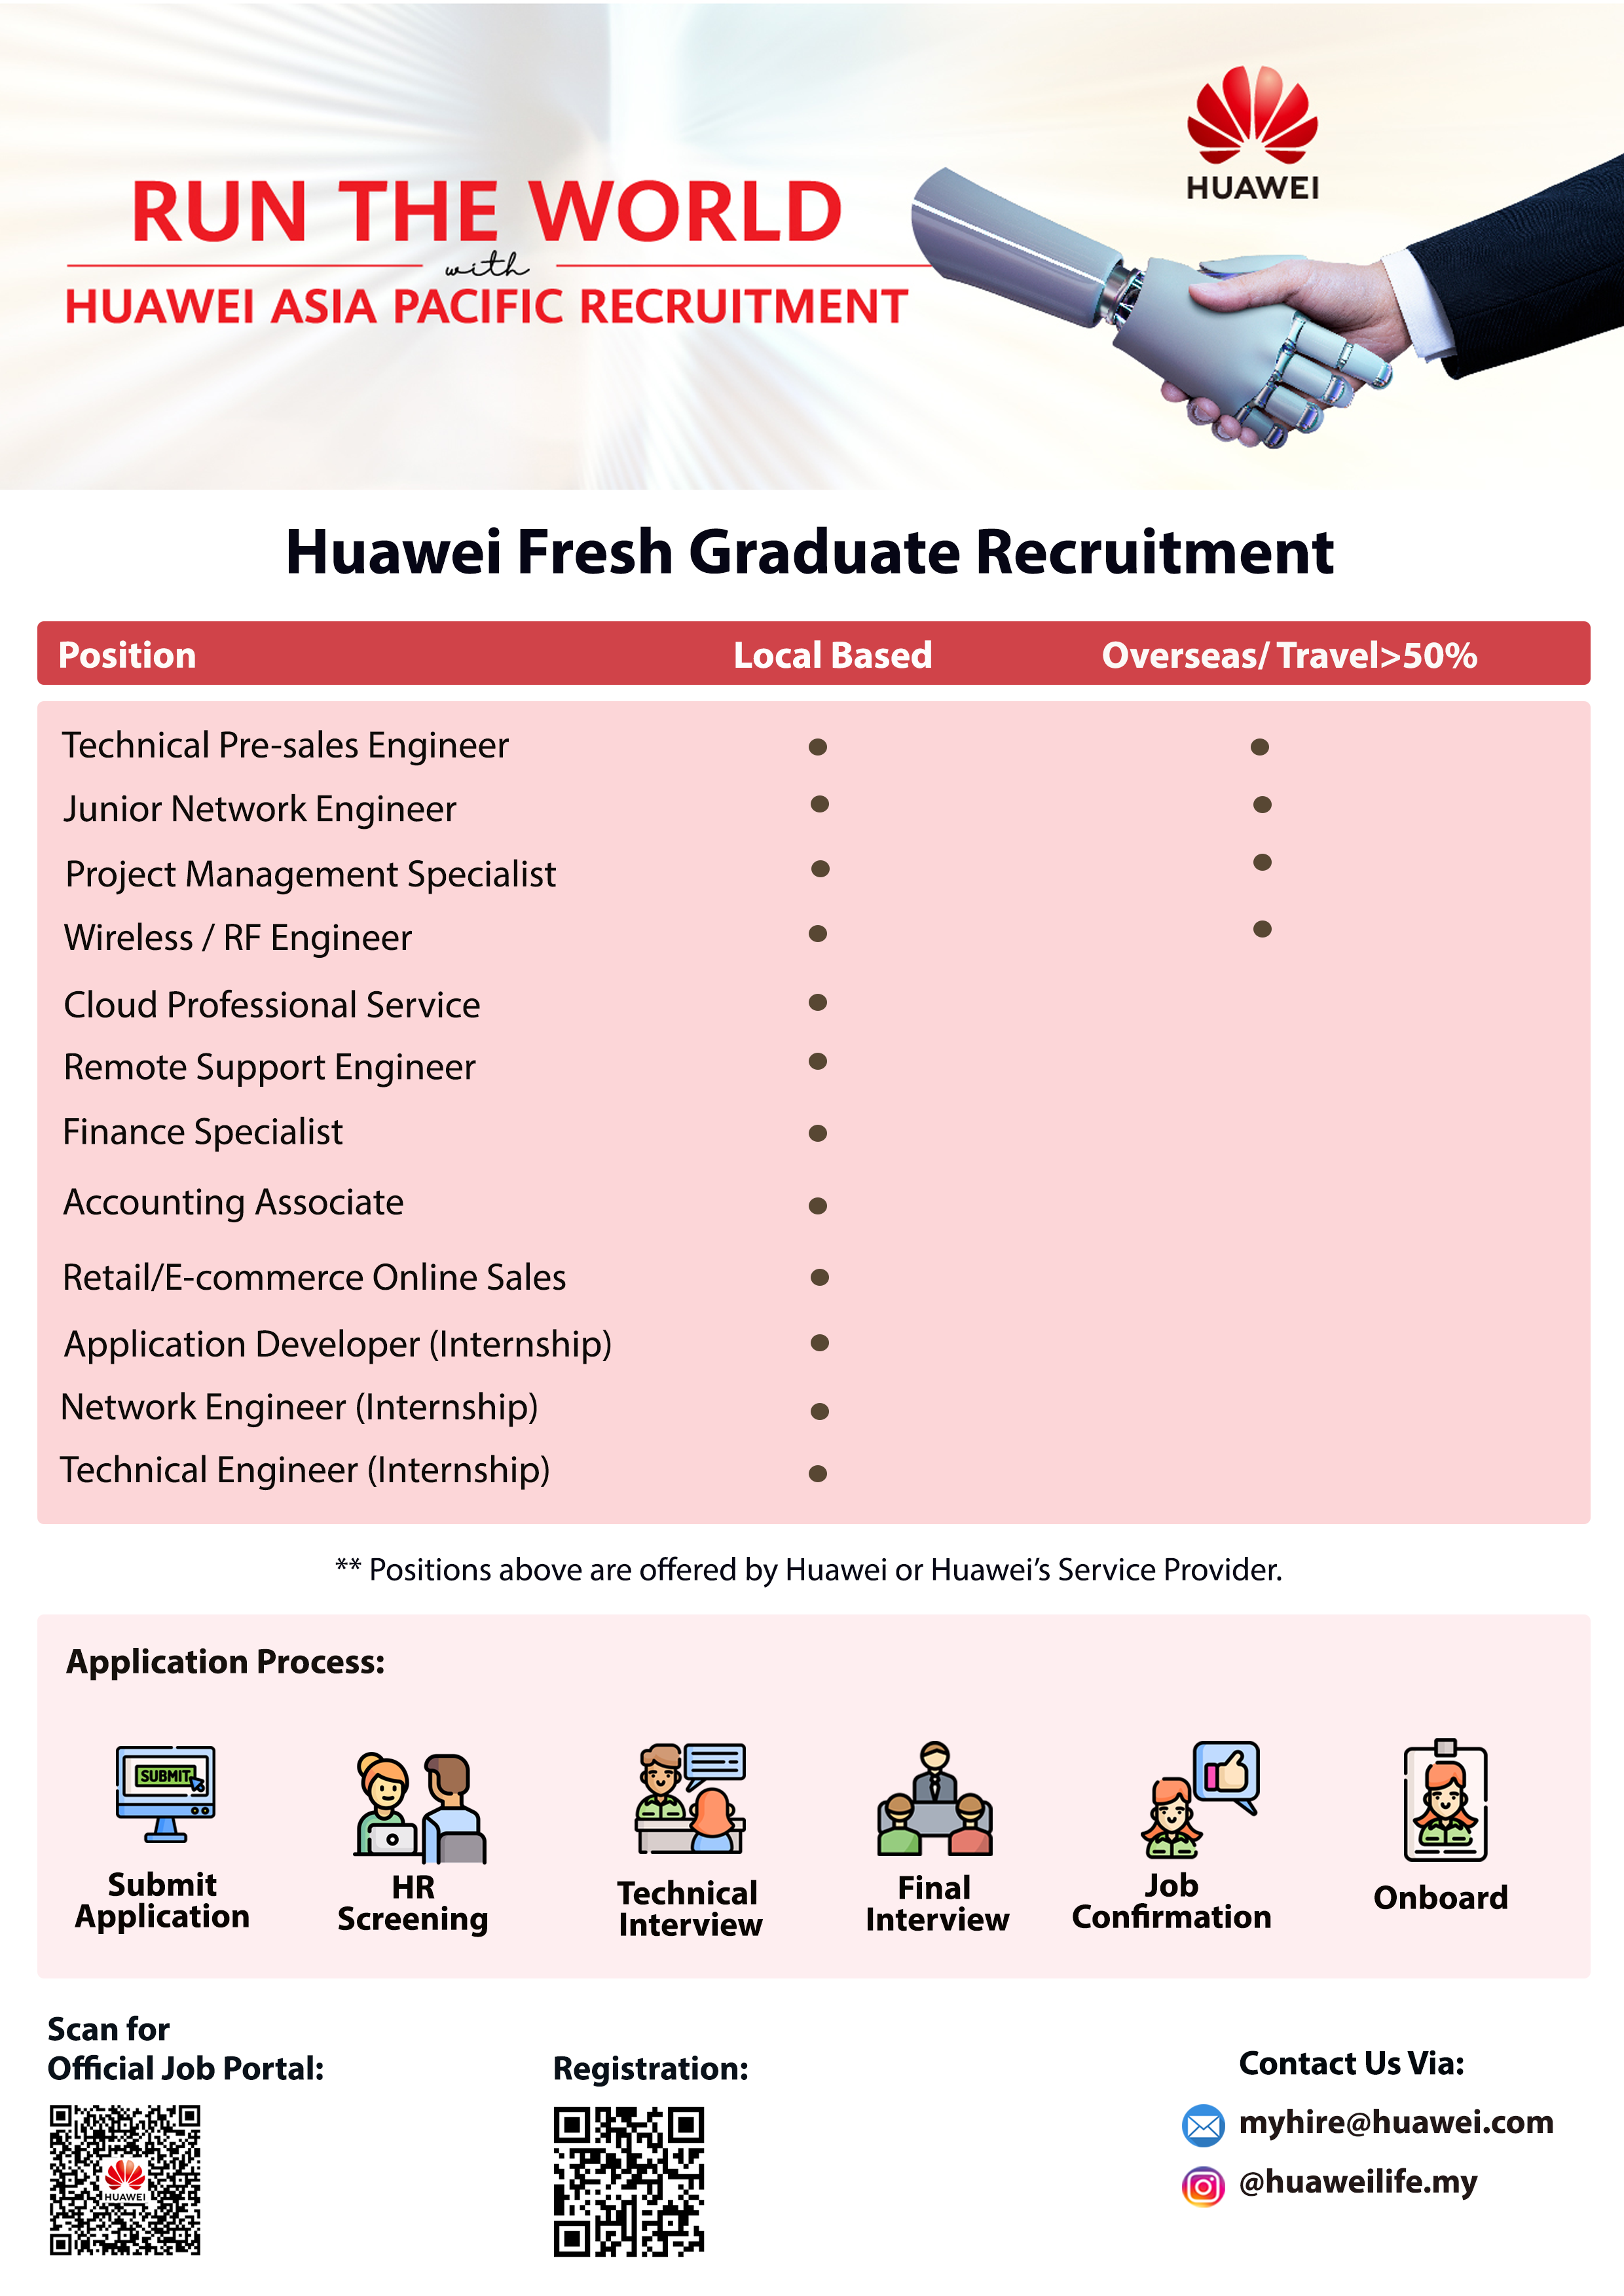 HUAWEI
RUN THE WORLD
with
HUAWEI ASIA PACIFIC RECRUITMENT
Huawei Fresh Graduate Recruitment
Position Local Based Overseas/ Travel>50%
Technical Pre-sales Engineer
Junior Network Engineer
Project Management Specialist
Wireless / RF Engineer
Cloud Professional Service
Remote Support Engineer
Finance Specialist
Accounting Associate
Retail/E-commerce Online Sales
Application Developer (Internship)
Network Engineer (Internship)
Technical Engineer (Internship)
** Positions above are offered by Huawei or Huawei’s Service Provider.
Application Process:
SUBMIT
Submit
Application
HR
Screening
Technical
Interview
Final
Interview
Job
Confirmation
Onboard
Scan for
Official Job Portal:
HUAWEI
Registration:
Contact Us Via:
myhire@huawei.com
@huaweilife.my